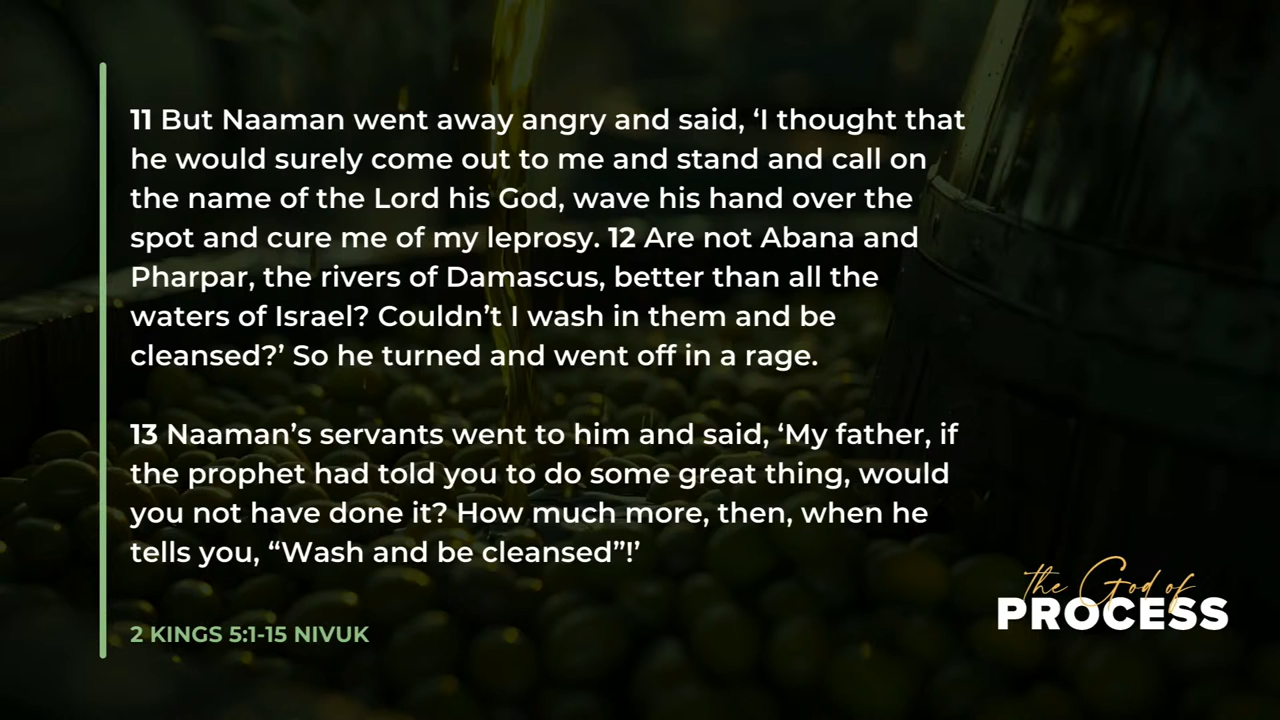 11 But Naaman went away angry and said, ‘I thought that
he would surely come out to me and stand and call on
the name of the Lord his God, wave his hand over the
spot and cure me of my leprosy. 12 Are not Abana and
Pharpar, the rivers of Damascus, better than all the
waters of Israel? Couldn’t I wash in them and be
cleansed?’ So he turned and went off in a rage.
13 Naaman’s servants went to him and said, ‘My father, if
the prophet had told you to do some great thing, would
you not have done it? How much more, then, when he
tells you, “Wash and be cleansed”!’
2 KINGS 5:1-15 NIVUK
the God of
PROCESS